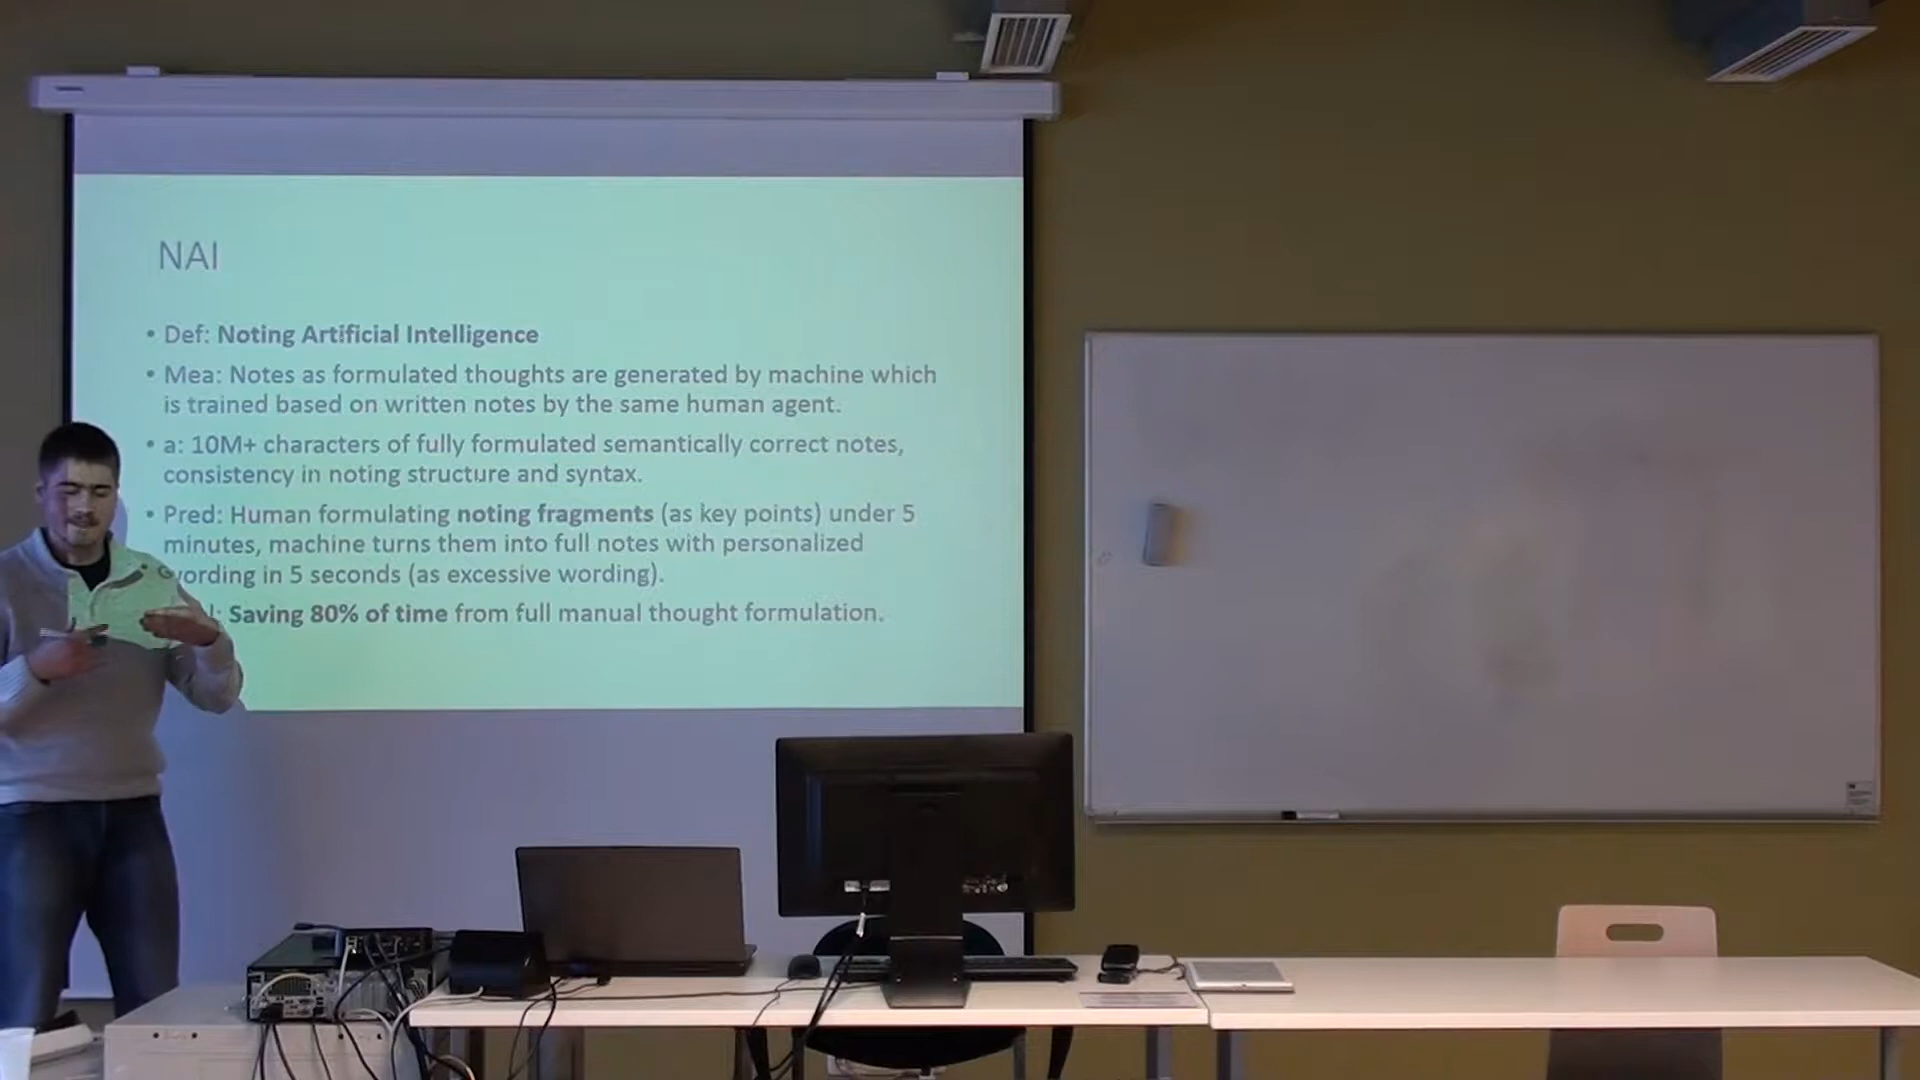 NAI
• Def: Noting Artificial Intelligence
• Mea: Notes as formulated thoughts are generated by machine which
is trained based on written notes by the same human agent.
• a: 10M+ characters of fully formulated semantically correct notes,
consistency in noting structure and syntax.
• Pred: Human formulating noting fragments (as key points) under 5
minutes, machine turns them into full notes with personalized
wording in 5 seconds (as excessive wording).
Saving 80% of time from full manual thought formulation.